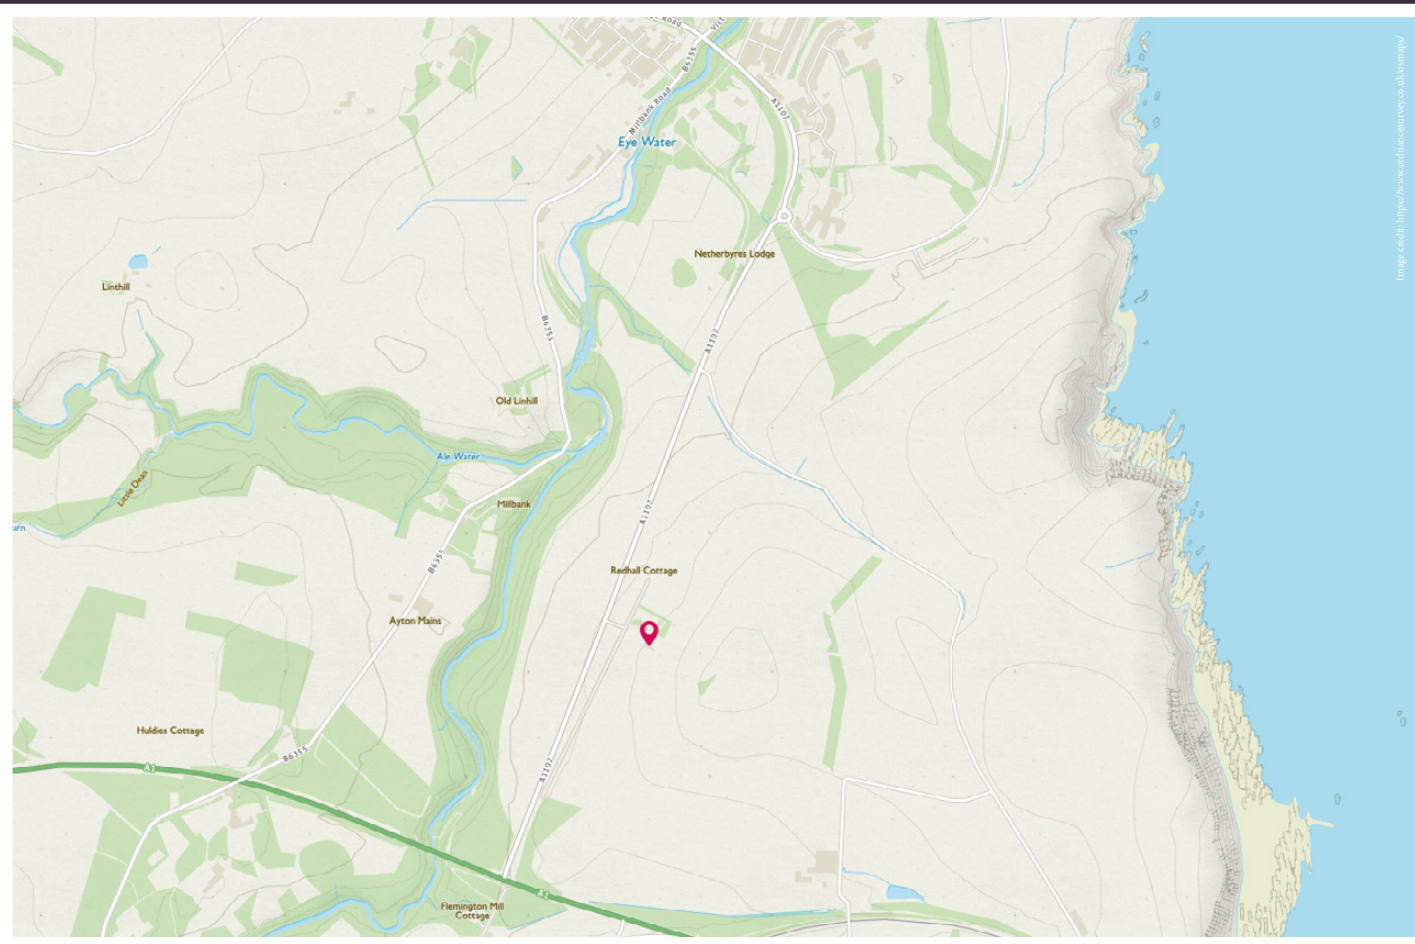 Road
B6355
Millbank Road
A1107
Eye Water
Netherbyres Lodge
Linthill
B6355
A1107
Old Linhill
Ale Water
Little Dean
Millbank
A1107
urn
B6355
Redhall Cottage
Ayton Mains
Huldies Cottage
B6355
A1
A1107
A1
Flemington Mill
Cottage
Image credit: https://www.ordnancesurvey.co.uk/osmaps/